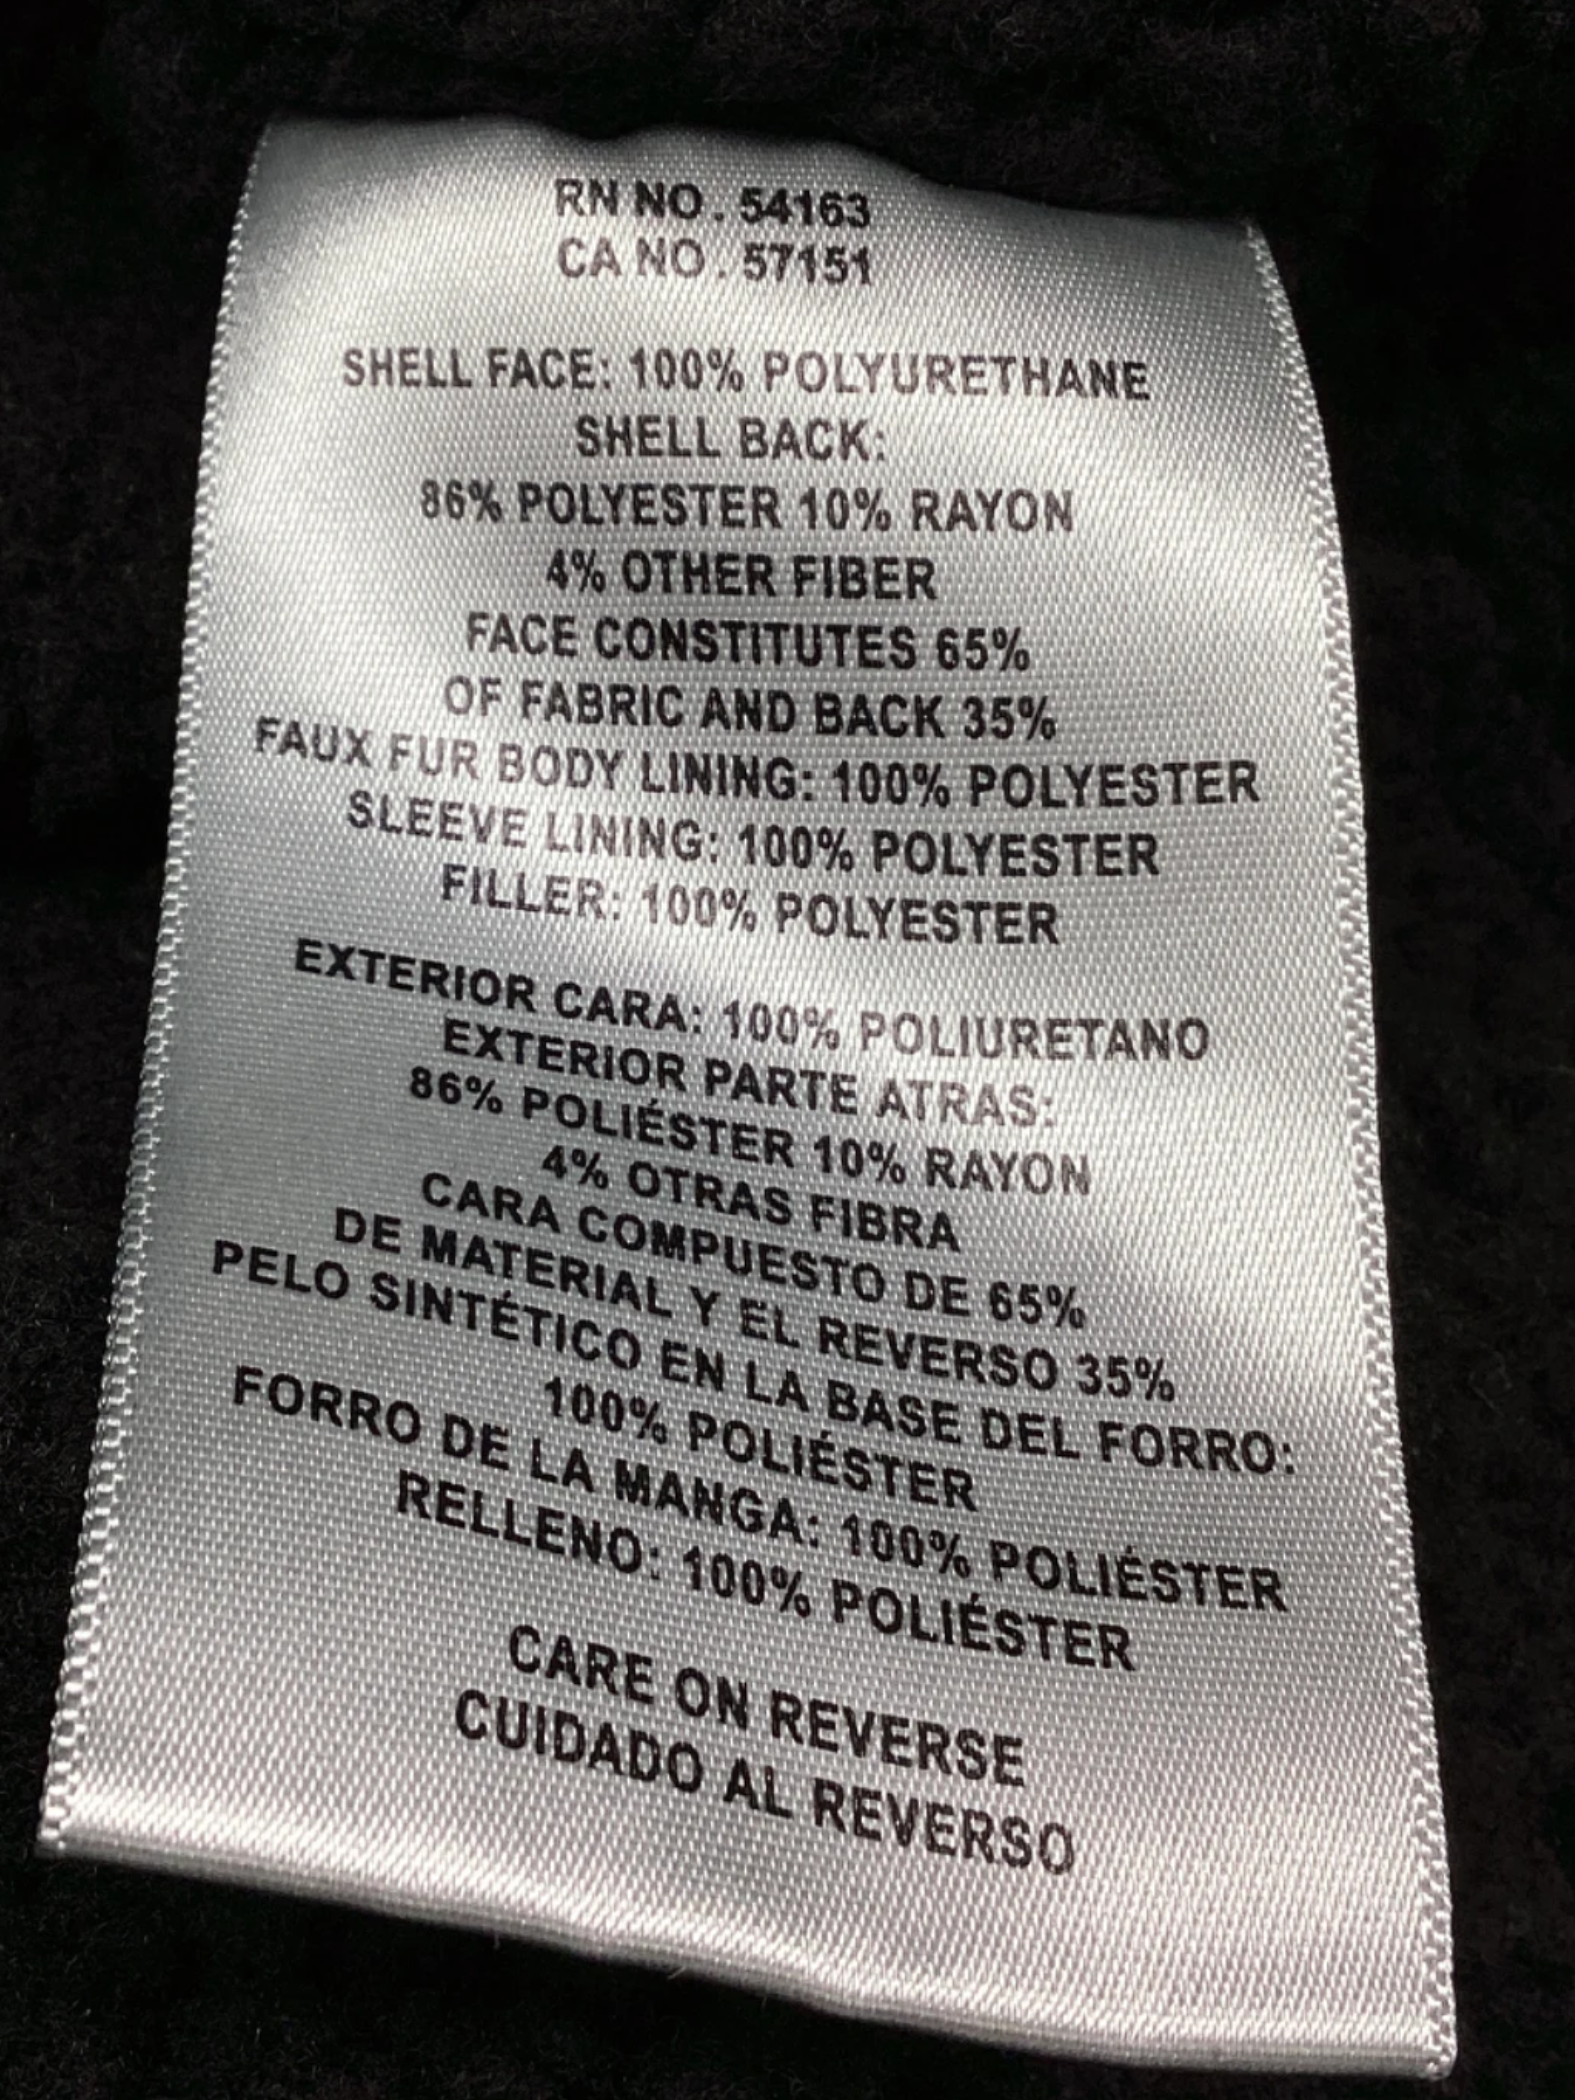 RN NO. 54163
CA NO. 57151
SHELL FACE: 100% POLYURETHANE
SHELL BACK:
86% POLYESTER 10% RAYON
4% OTHER FIBER
FACE CONSTITUTES 65%
OF FABRIC AND BACK 35%
FAUX FUR BODY LINING: 100% POLYESTER
SLEEVE LINING: 100% POLYESTER
FILLER: 100% POLYESTER
EXTERIOR CARA: 100% POLIURETANO
EXTERIOR PARTE ATRAS:
86% POLIÉSTER 10% RAYON
4% OTRAS FIBRA
CARA COMPUESTO DE 65%
DE MATERIAL Y EL REVERSO 35%
PELO SINTÉTICO EN LA BASE DEL FORRO:
100% POLIÉSTER
FORRO DE LA MANGA: 100% POLIÉSTER
RELLENO: 100% POLIÉSTER
CARE ON REVERSE
CUIDADO AL REVERSO